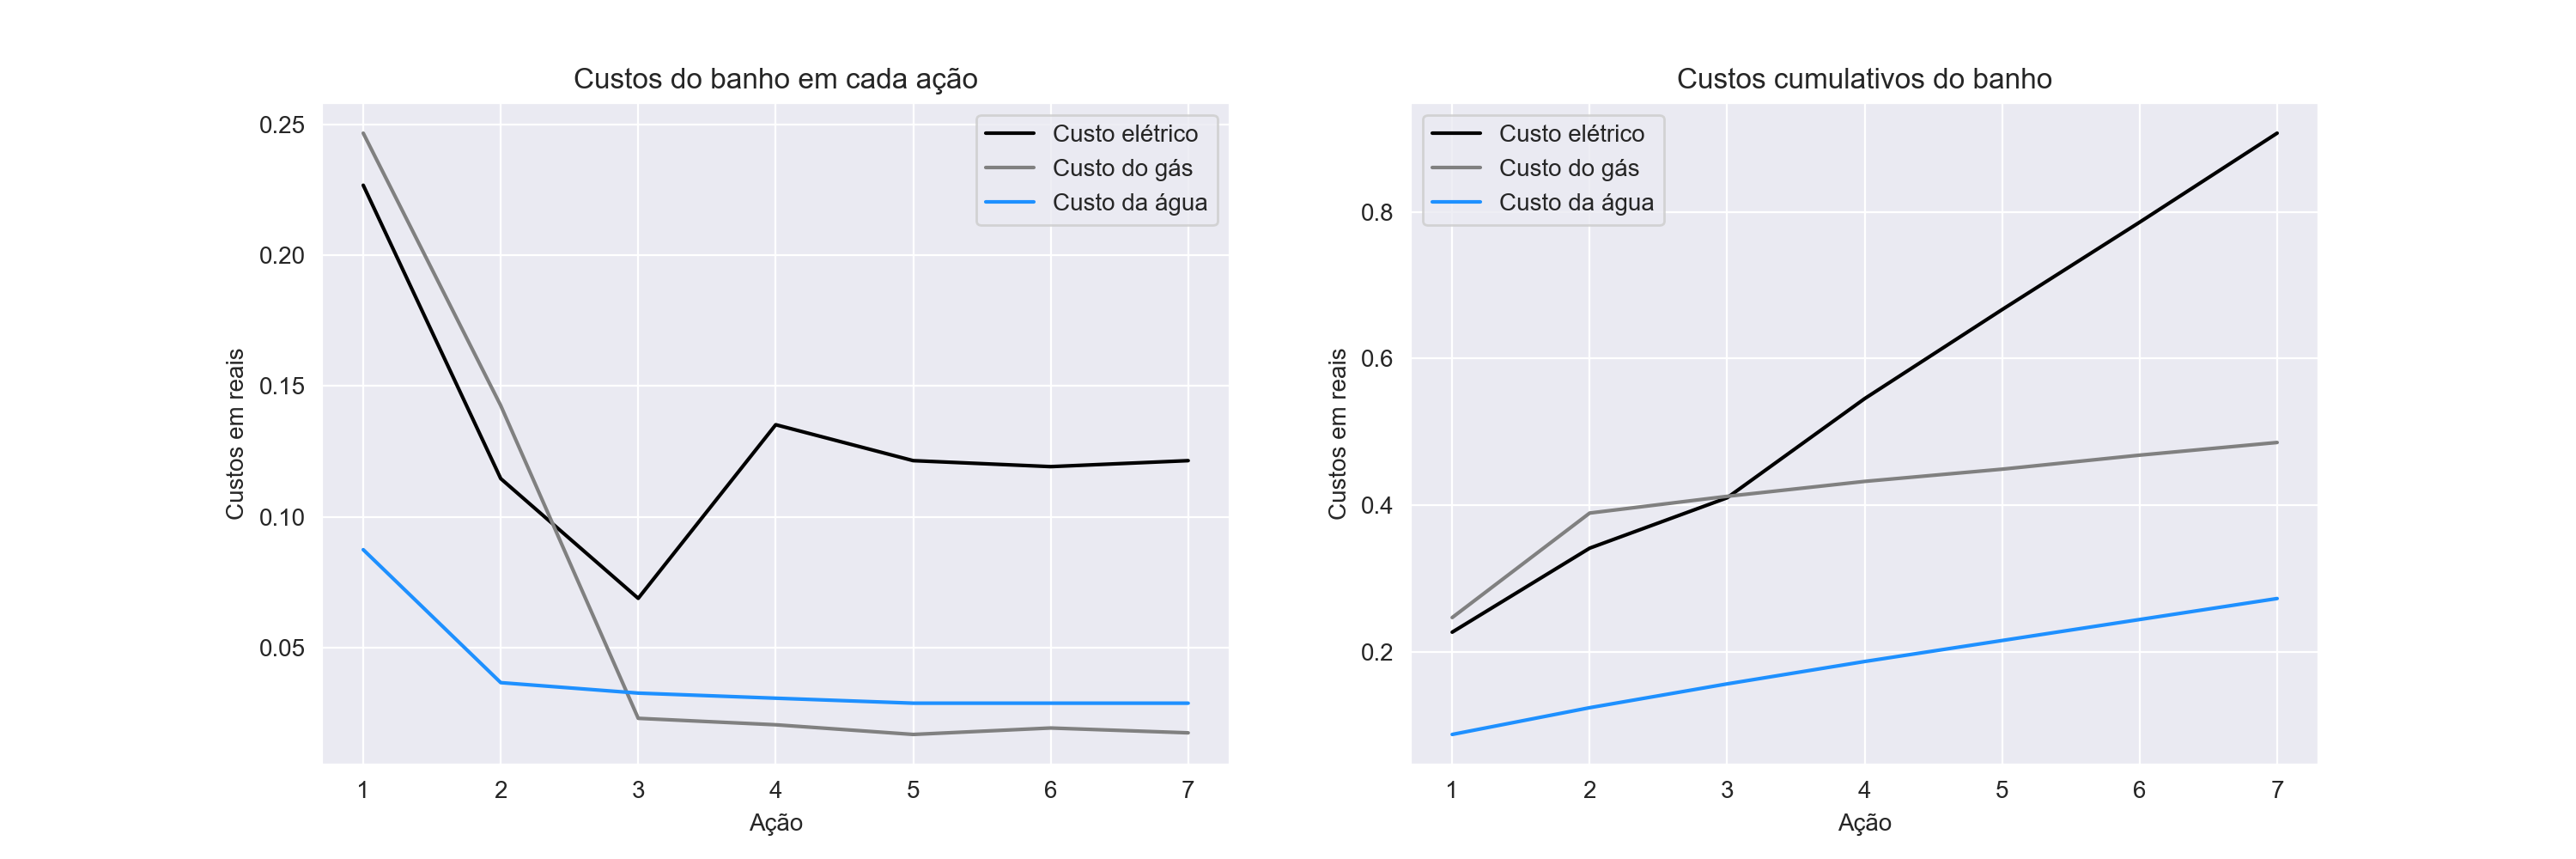 Custos do banho em cada ação
Custos em reais
0.25
0.20
0.15
0.10
0.05
Custo elétrico
Custo do gás
Custo da água
1 2 3 4 5 6 7
Ação
Custos cumulativos do banho
Custos em reais
0.8
0.6
0.4
0.2
Custo elétrico
Custo do gás
Custo da água
1 2 3 4 5 6 7
Ação